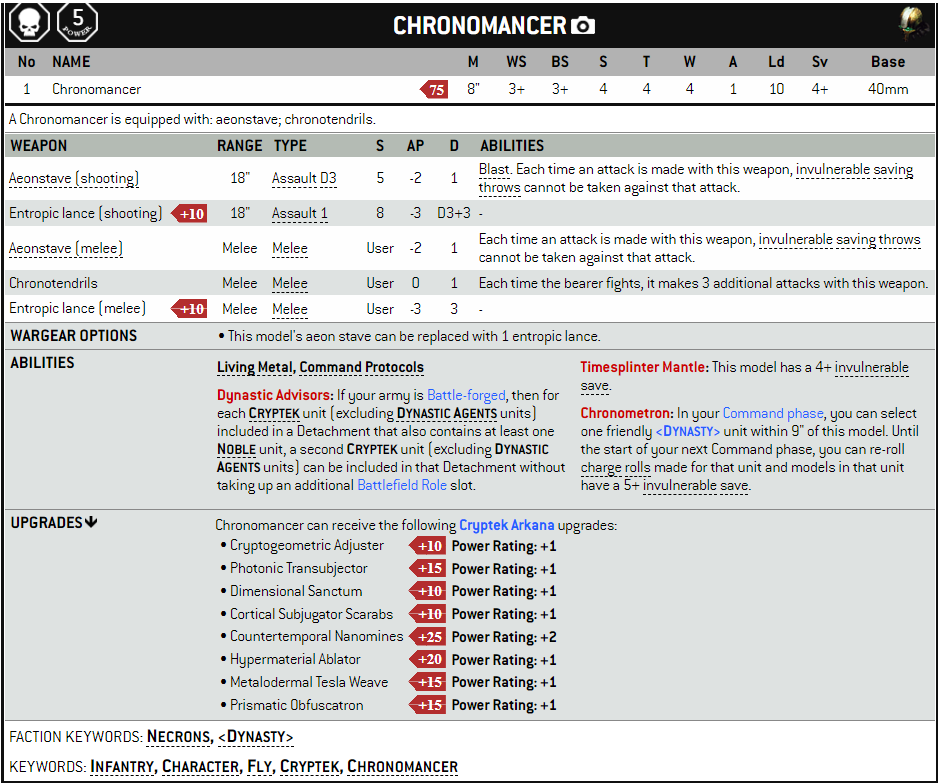 5
POWER
CHRONOMANCER
No NAME M WS BS S T W A Ld Sv Base
1 Chronomancer 75 8" 3+ 3+ 4 4 4 1 10 4+ 40mm
A Chronomancer is equipped with: aeonstave; chronotendrils.
WEAPON RANGE TYPE S AP D ABILITIES
Aeonstave (shooting) 18" Assault D3 5 -2 1 Blast. Each time an attack is made with this weapon, invulnerable saving
throws cannot be taken against that attack.
Entropic lance (shooting) +10 18" Assault 1 8 -3 D3+3 -
Aeonstave (melee) Melee Melee User -2 1 Each time an attack is made with this weapon, invulnerable saving throws
cannot be taken against that attack.
Chronotendrils Melee Melee User 0 1 Each time the bearer fights, it makes 3 additional attacks with this weapon.
Entropic lance (melee) +10 Melee Melee User -3 3 -
WARGEAR OPTIONS • This model's aeon stave can be replaced with 1 entropic lance.
ABILITIES
Living Metal, Command Protocols
Dynastic Advisors: If your army is Battle-forged, then for
each CRYPTEK unit (excluding DYNASTIC AGENTS units)
included in a Detachment that also contains at least one
NOBLE unit, a second CRYPTEK unit (excluding DYNASTIC
AGENTS units) can be included in that Detachment without
taking up an additional Battlefield Role slot.
Timesplinter Mantle: This model has a 4+ invulnerable
save.
Chronometron: In your Command phase, you can select
one friendly <DYNASTY> unit within 9" of this model. Until
the start of your next Command phase, you can re-roll
charge rolls made for that unit and models in that unit
have a 5+ invulnerable save.
UPGRADES Chronomancer can receive the following Cryptek Arkana upgrades:
• Cryptogeometric Adjuster +10 Power Rating: +1
• Photonic Transubjector +15 Power Rating: +1
• Dimensional Sanctum +10 Power Rating: +1
• Cortical Subjugator Scarabs +10 Power Rating: +1
• Countertemporal Nanomines +25 Power Rating: +2
• Hypermaterial Ablator +20 Power Rating: +1
• Metalodermal Tesla Weave +15 Power Rating: +1
• Prismatic Obfuscatron +15 Power Rating: +1
FACTION KEYWORDS: NECRONS, <DYNASTY>
KEYWORDS: INFANTRY, CHARACTER, FLY, CRYPTEK, CHRONOMANCER